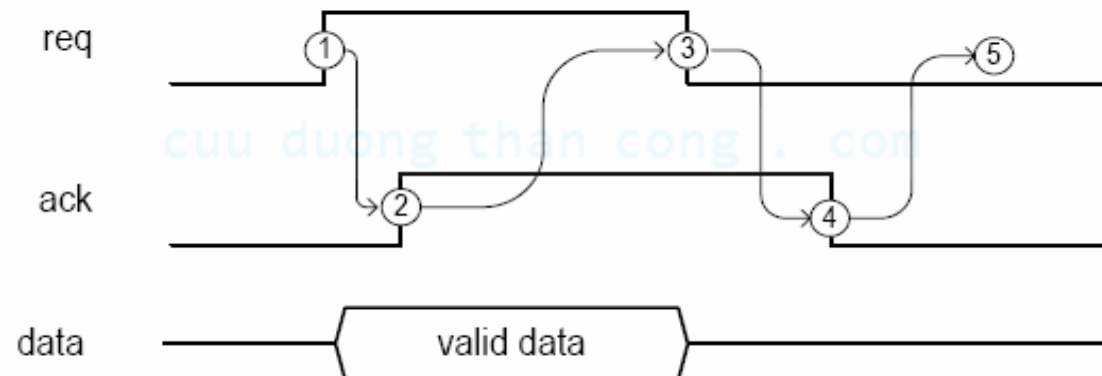 req
1
3
5
cuu duong than cong . com
ack
2
4
data
valid data